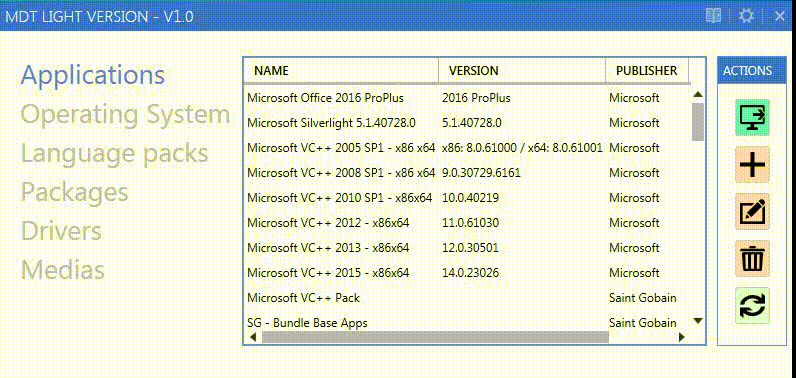 MDT LIGHT VERSION - V1.0
Applications
Operating System
Language packs
Packages
Drivers
Medias
NAME VERSION PUBLISHER
Microsoft Office 2016 ProPlus 2016 ProPlus Microsoft
Microsoft Silverlight 5.1.40728.0 5.1.40728.0 Microsoft
Microsoft VC++ 2005 SP1 - x86 x64 x86: 8.0.61000 / x64: 8.0.61001 Microsoft
Microsoft VC++ 2008 SP1 - x86 x64 9.0.30729.6161 Microsoft
Microsoft VC++ 2010 SP1 - x86x64 10.0.40219 Microsoft
Microsoft VC++ 2012 - x86x64 11.0.61030 Microsoft
Microsoft VC++ 2013 - x86x64 12.0.30501 Microsoft
Microsoft VC++ 2015 - x86x64 14.0.23026 Microsoft
Microsoft VC++ Pack Saint Gobain
SG - Bundle Base Apps Saint Gobain
ACTIONS